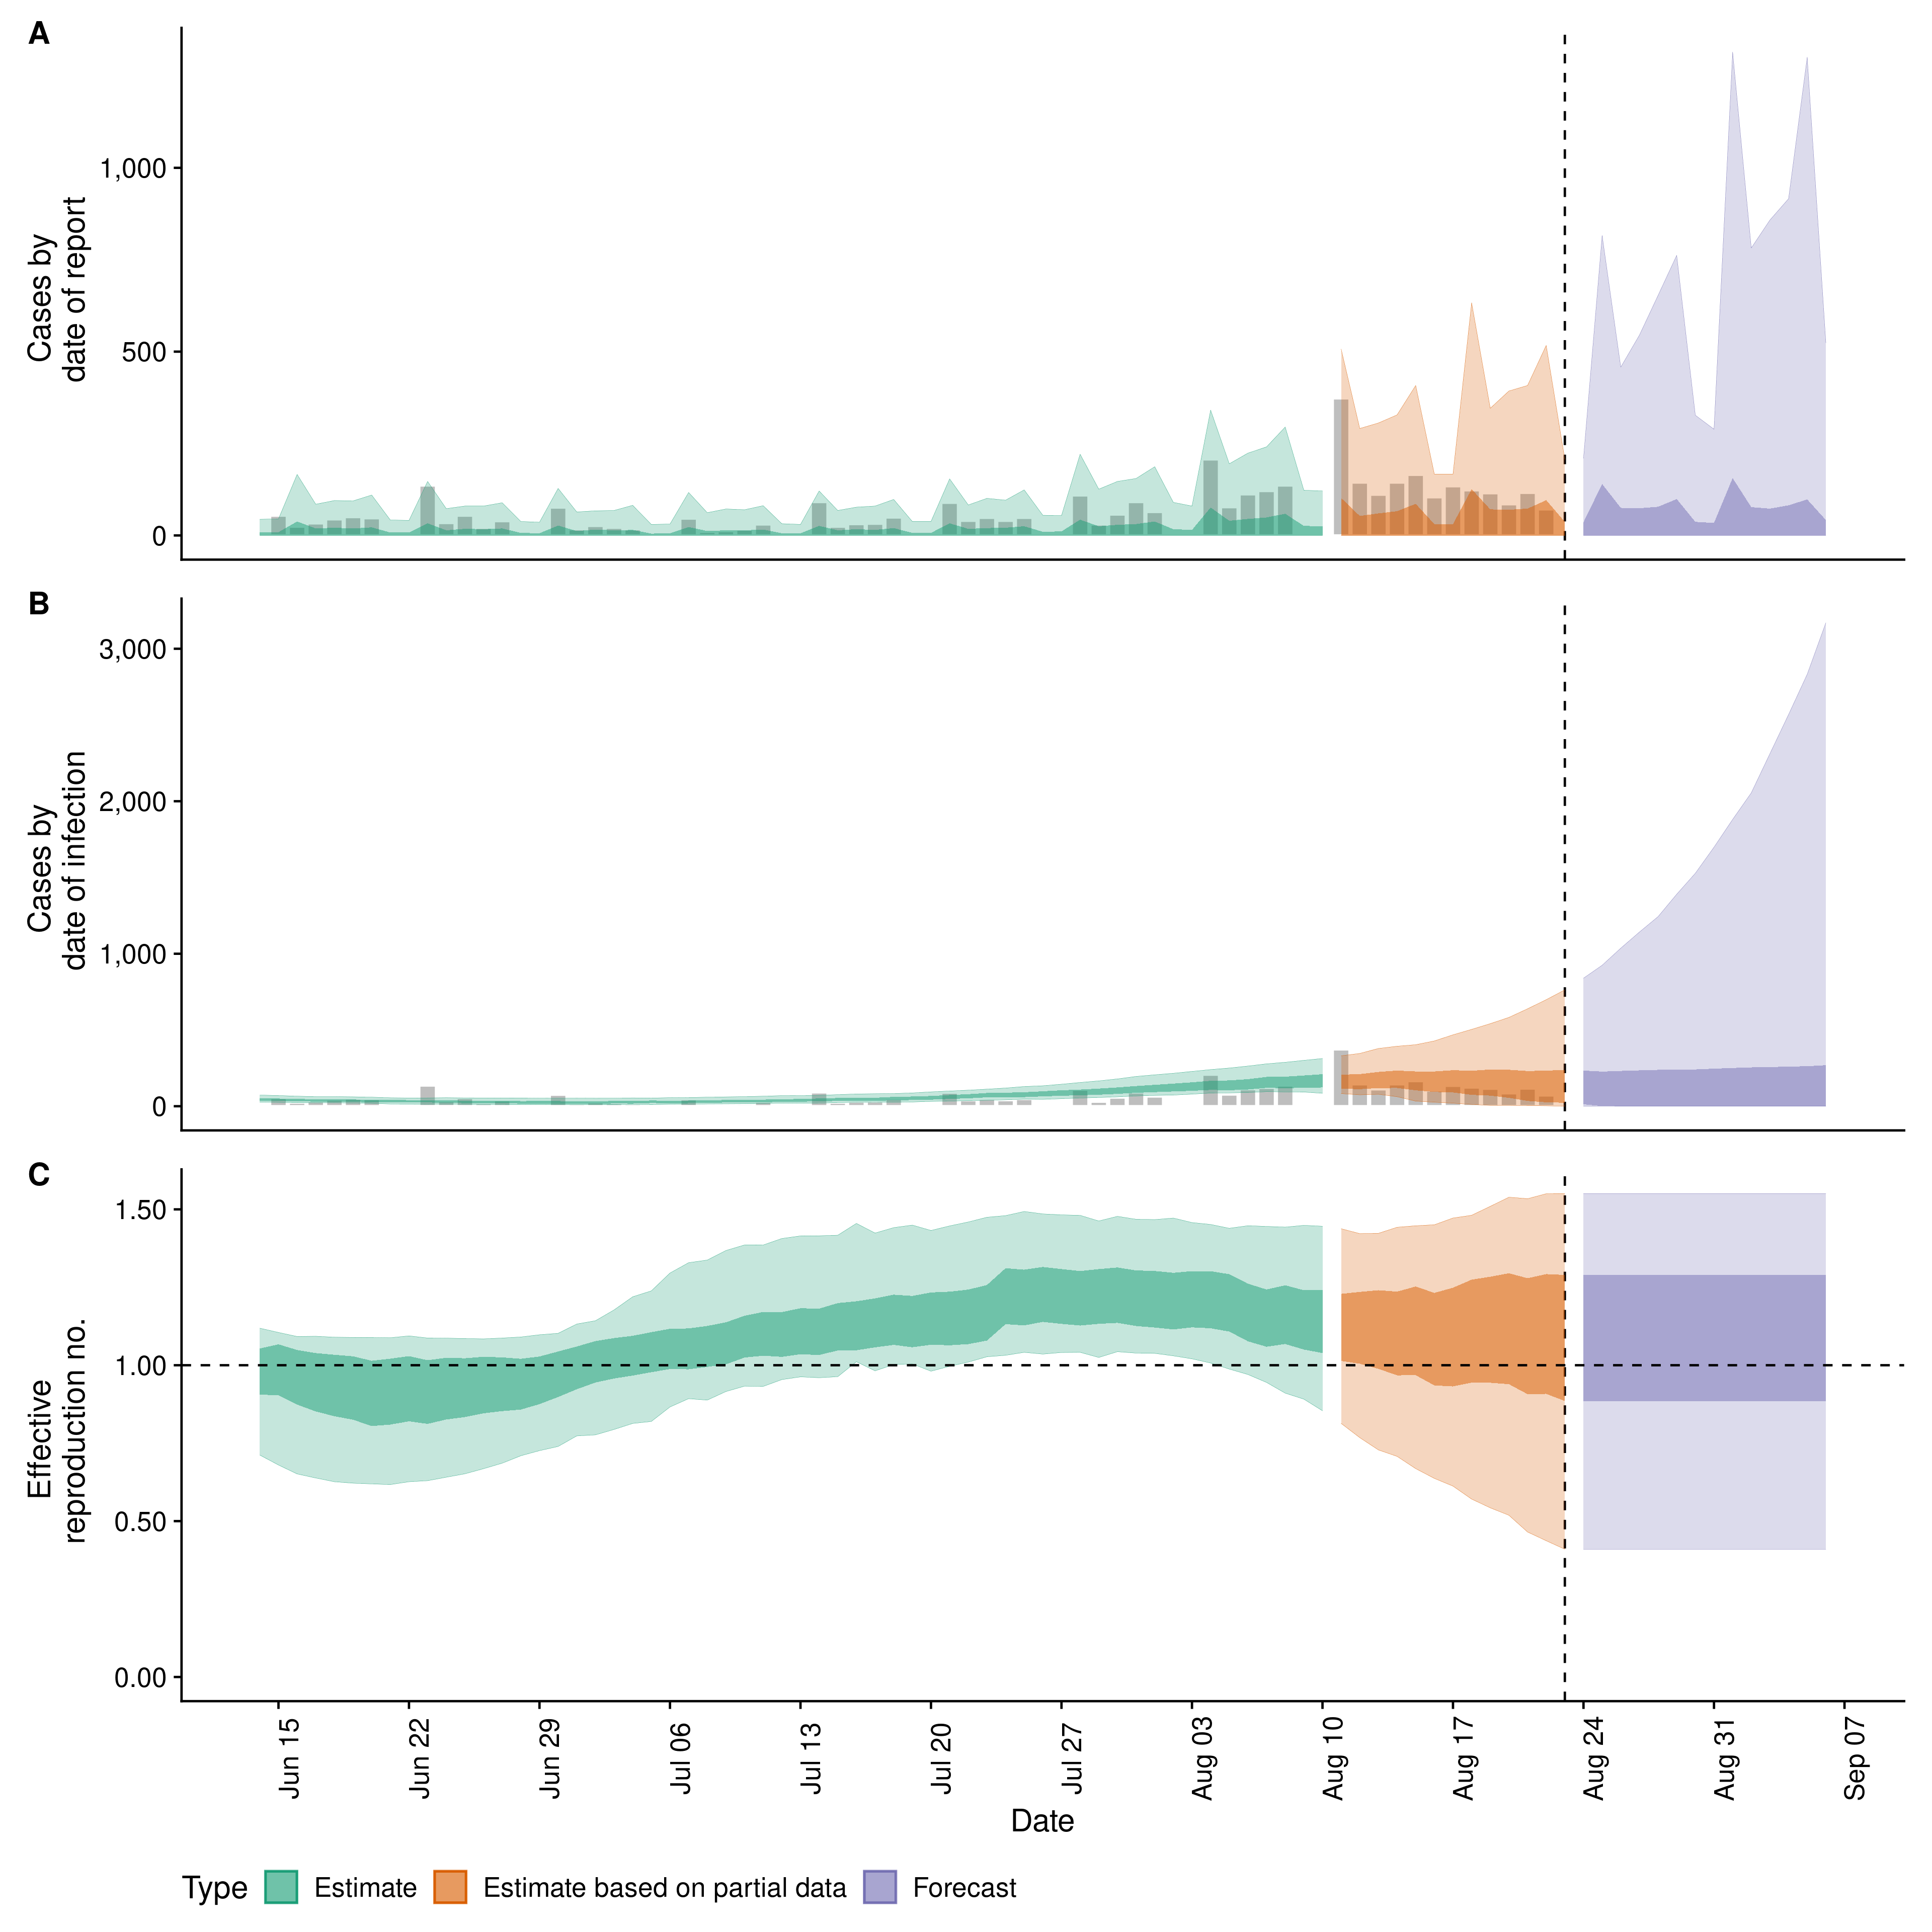 A
Cases by
date of report
1,000
500
0
B
Cases by
date of infection
3,000
2,000
1,000
0
C
Effective
reproduction no.
1.50
1.00
0.50
0.00
Jun 15
Jun 22
Jun 29
Jul 06
Jul 13
Jul 20
Jul 27
Aug 03
Aug 10
Aug 17
Aug 24
Aug 31
Sep 07
Date
Type Estimate Estimate based on partial data Forecast